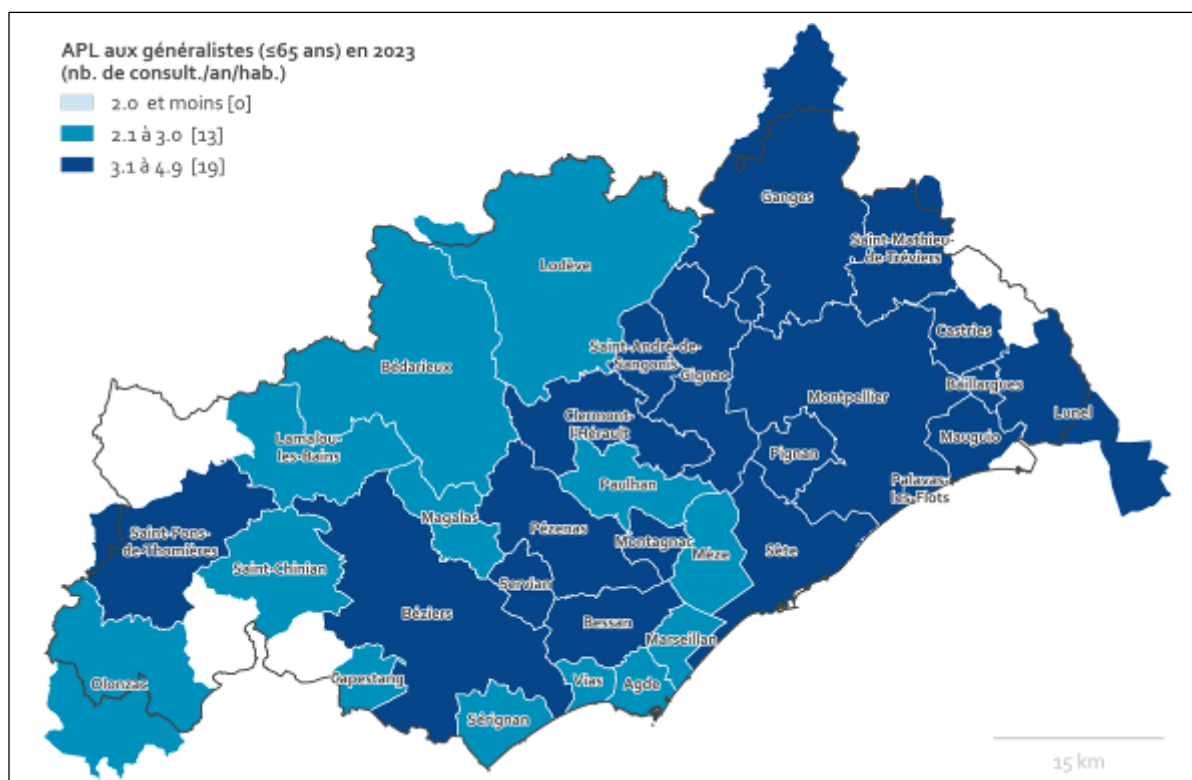 APL aux généralistes (≤65 ans) en 2023
(nb. de consult./an/hab.)
2.0 et moins [0]
2.1 à 3.0 [13]
3.1 à 4.9 [19]
Ganges
Saint-Mathieu-
de-Tréviers
Lodève
Castries
Saint-André-de-
Sangonis
Gignac
Bédarieux
Baillargues
Montpellier
Lunel
Clermont-
l'Hérault
Mauguio
Lamalou-
les-Bains
Pignan
Paulhan
Palavas-
les-Flots
Magalas
Pézenas
Saint-Pons-
de-Thomières
Montagnac
Sète
Mèze
Saint-Chinian
Servian
Béziers
Bessan
Marseillan
Capestang
Vias
Agde
Olonzac
Sérignan
15 km